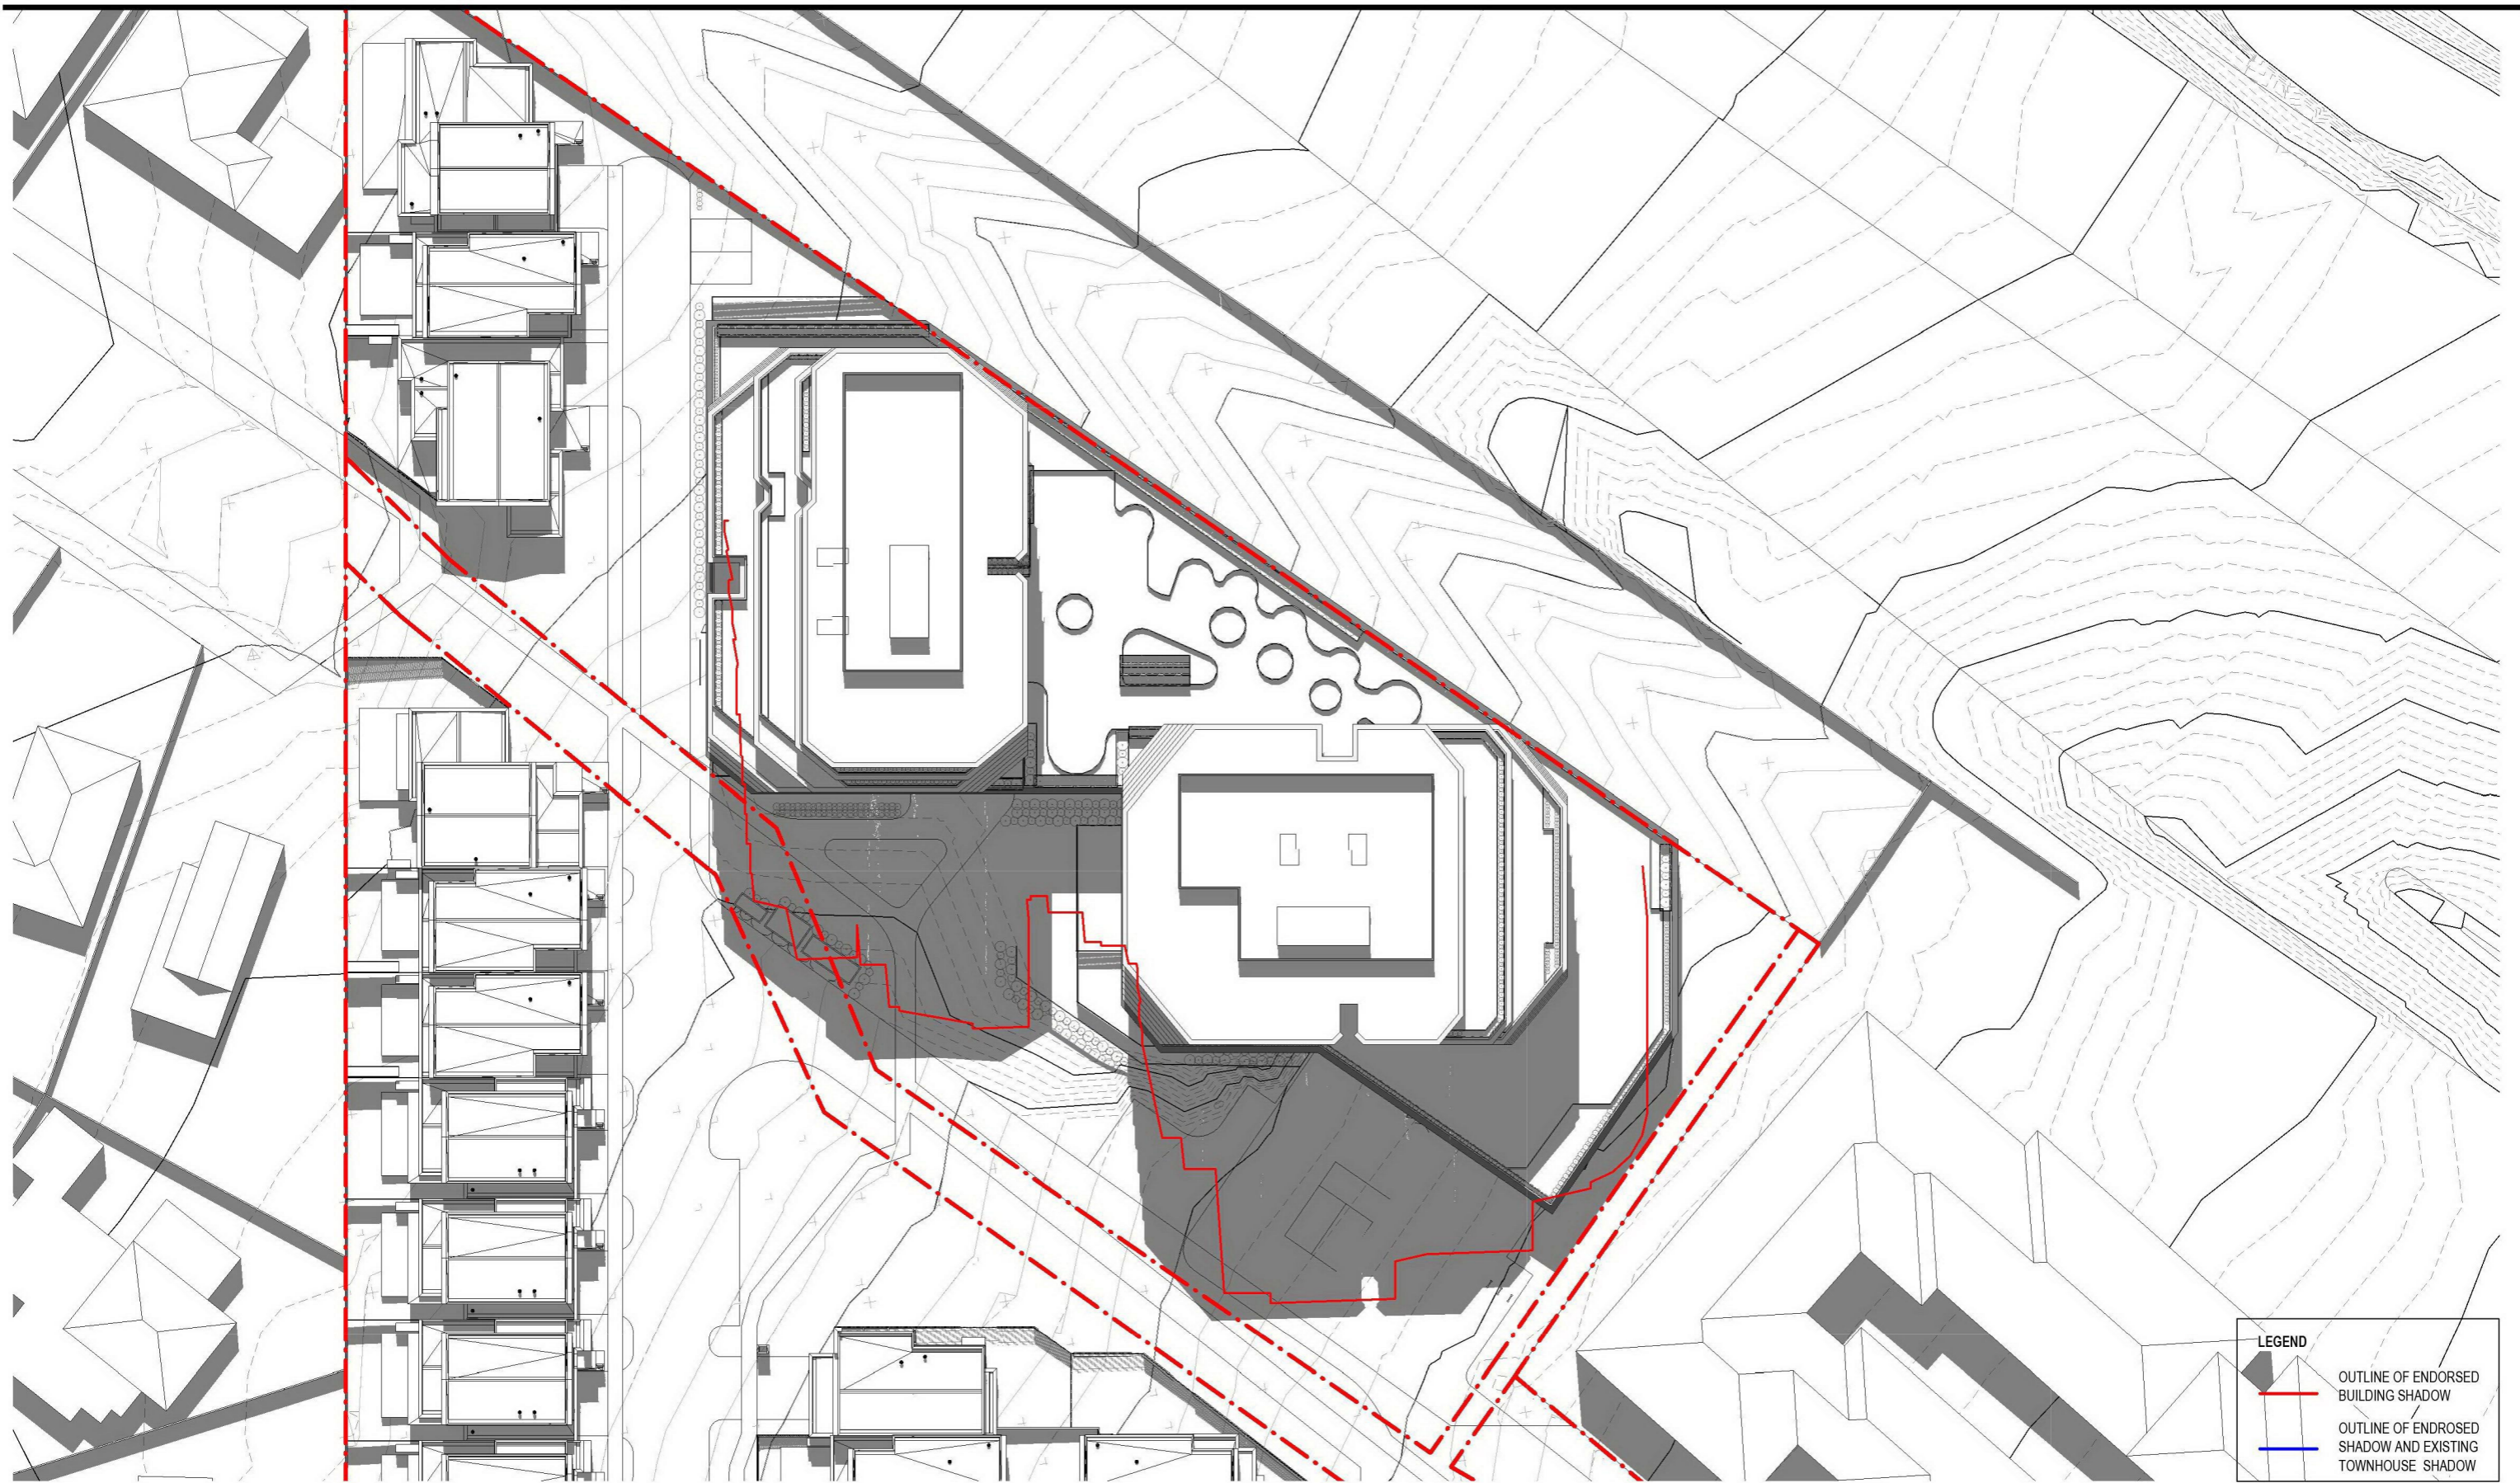 LEGEND
OUTLINE OF ENDORSED
BUILDING SHADOW
OUTLINE OF ENDROSED
SHADOW AND EXISTING
TOWNHOUSE SHADOW